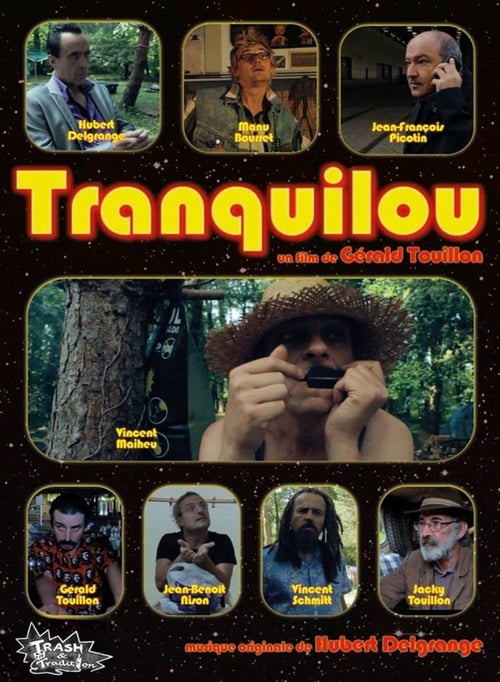 Hubert
Delgrange
Manu
Bourret
Jean-François
Picotin
Tranquilou
un film de Gérald Touillon
Vincent
Maiheu
Gérald
Touillon
Jean-Benoit
Nison
Vincent
Schmitt
Jacky
Touillon
TRASH
&
Tradition
musique originale de Hubert Delgrange